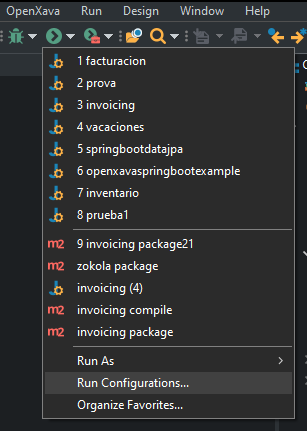 OpenXava Run Design Window Help
1 facturacion
2 prova
3 invoicing
4 vacaciones
5 springbootdatajpa
6 openxavaspringbootexample
7 inventario
8 prueba1
m2 9 invoicing package21
m2 zokola package
invoicing (4)
m2 invoicing compile
m2 invoicing package
Run As
Run Configurations...
Organize Favorites...